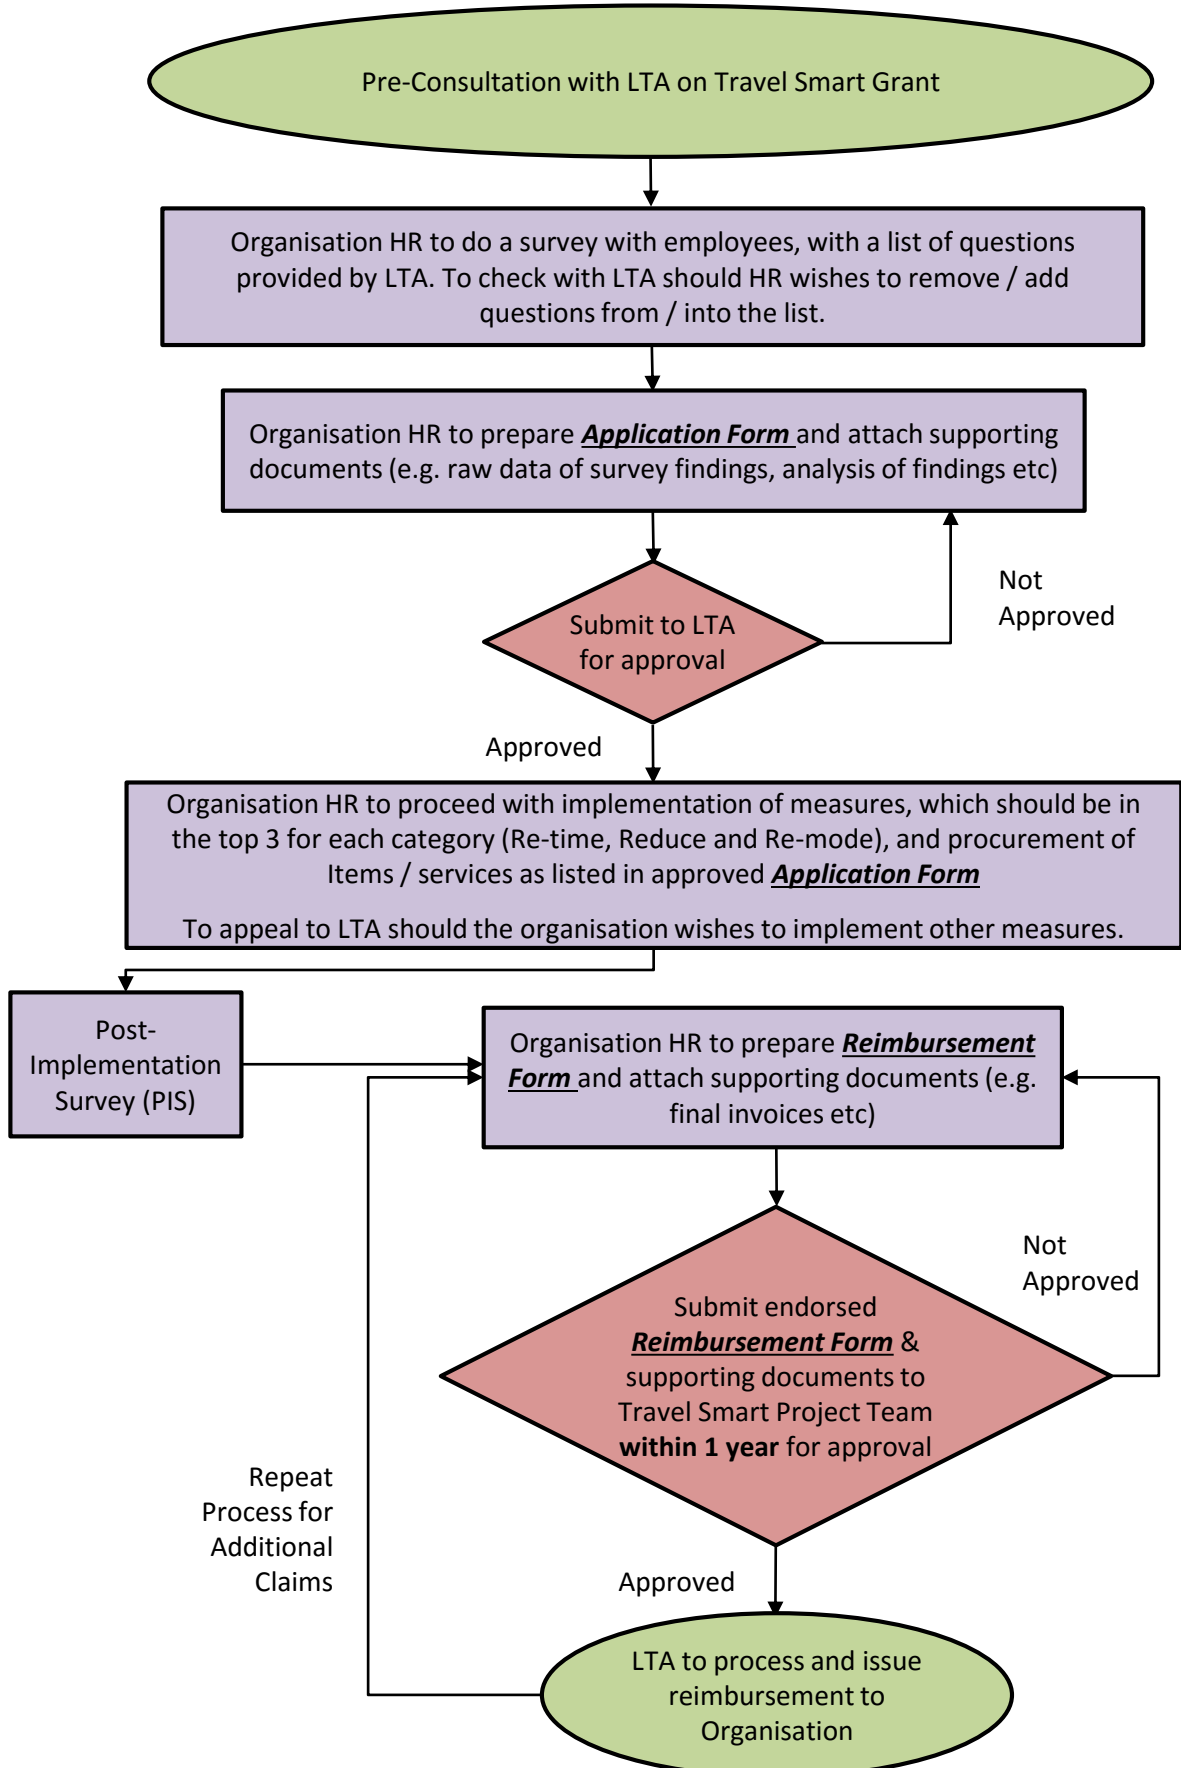 Pre-Consultation with LTA on Travel Smart Grant
Organisation HR to do a survey with employees, with a list of questions
provided by LTA. To check with LTA should HR wishes to remove / add
questions from / into the list.
Organisation HR to prepare Application Form and attach supporting
documents (e.g. raw data of survey findings, analysis of findings etc)
Not
Approved
Submit to LTA
for approval
Approved
Organisation HR to proceed with implementation of measures, which should be in
the top 3 for each category (Re-time, Reduce and Re-mode), and procurement of
Items / services as listed in approved Application Form
To appeal to LTA should the organisation wishes to implement other measures.
Post-
Implementation
Survey (PIS)
Organisation HR to prepare Reimbursement
Form and attach supporting documents (e.g.
final invoices etc)
Not
Approved
Submit endorsed
Reimbursement Form &
supporting documents to
Travel Smart Project Team
within 1 year for approval
Repeat
Process for
Additional
Claims
Approved
LTA to process and issue
reimbursement to
Organisation